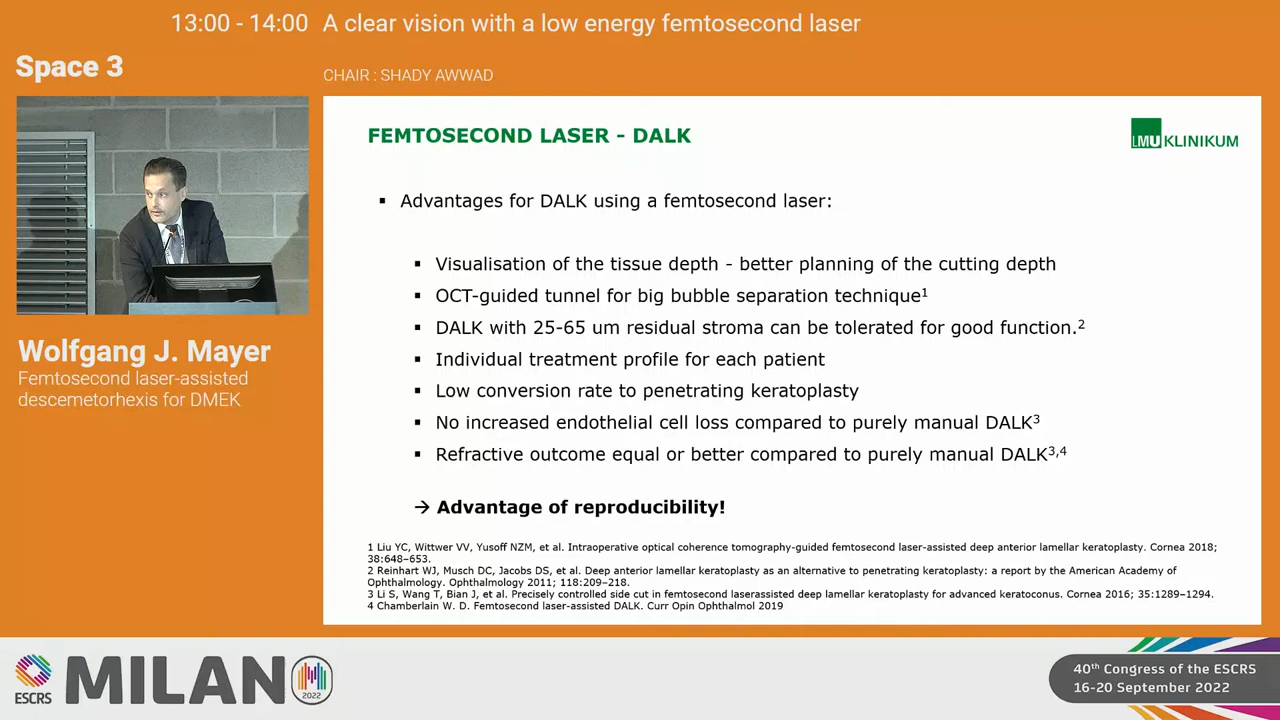 13:00 - 14:00 A clear vision with a low energy femtosecond laser
Space 3
CHAIR : SHADY AWWAD
FEMTOSECOND LASER - DALK
LMU KLINIKUM
▪ Advantages for DALK using a femtosecond laser:
▪ Visualisation of the tissue depth - better planning of the cutting depth
▪ OCT-guided tunnel for big bubble separation technique1
▪ DALK with 25-65 um residual stroma can be tolerated for good function.2
▪ Individual treatment profile for each patient
▪ Low conversion rate to penetrating keratoplasty
▪ No increased endothelial cell loss compared to purely manual DALK3
▪ Refractive outcome equal or better compared to purely manual DALK3,4
→ Advantage of reproducibility!
1 Liu YC, Wittwer VV, Yusoff NZM, et al. Intraoperative optical coherence tomography-guided femtosecond laser-assisted deep anterior lamellar keratoplasty. Cornea 2018;
38:648–653.
2 Reinhart WJ, Musch DC, Jacobs DS, et al. Deep anterior lamellar keratoplasty as an alternative to penetrating keratoplasty: a report by the American Academy of
Ophthalmology. Ophthalmology 2011; 118:209–218.
3 Li S, Wang T, Bian J, et al. Precisely controlled side cut in femtosecond laserassisted deep lamellar keratoplasty for advanced keratoconus. Cornea 2016; 35:1289–1294.
4 Chamberlain W. D. Femtosecond laser-assisted DALK. Curr Opin Ophthalmol 2019
Wolfgang J. Mayer
Femtosecond laser-assisted
descemetorhexis for DMEK
ESCRS
MILANO
2022
40th Congress of the ESCRS
16-20 September 2022